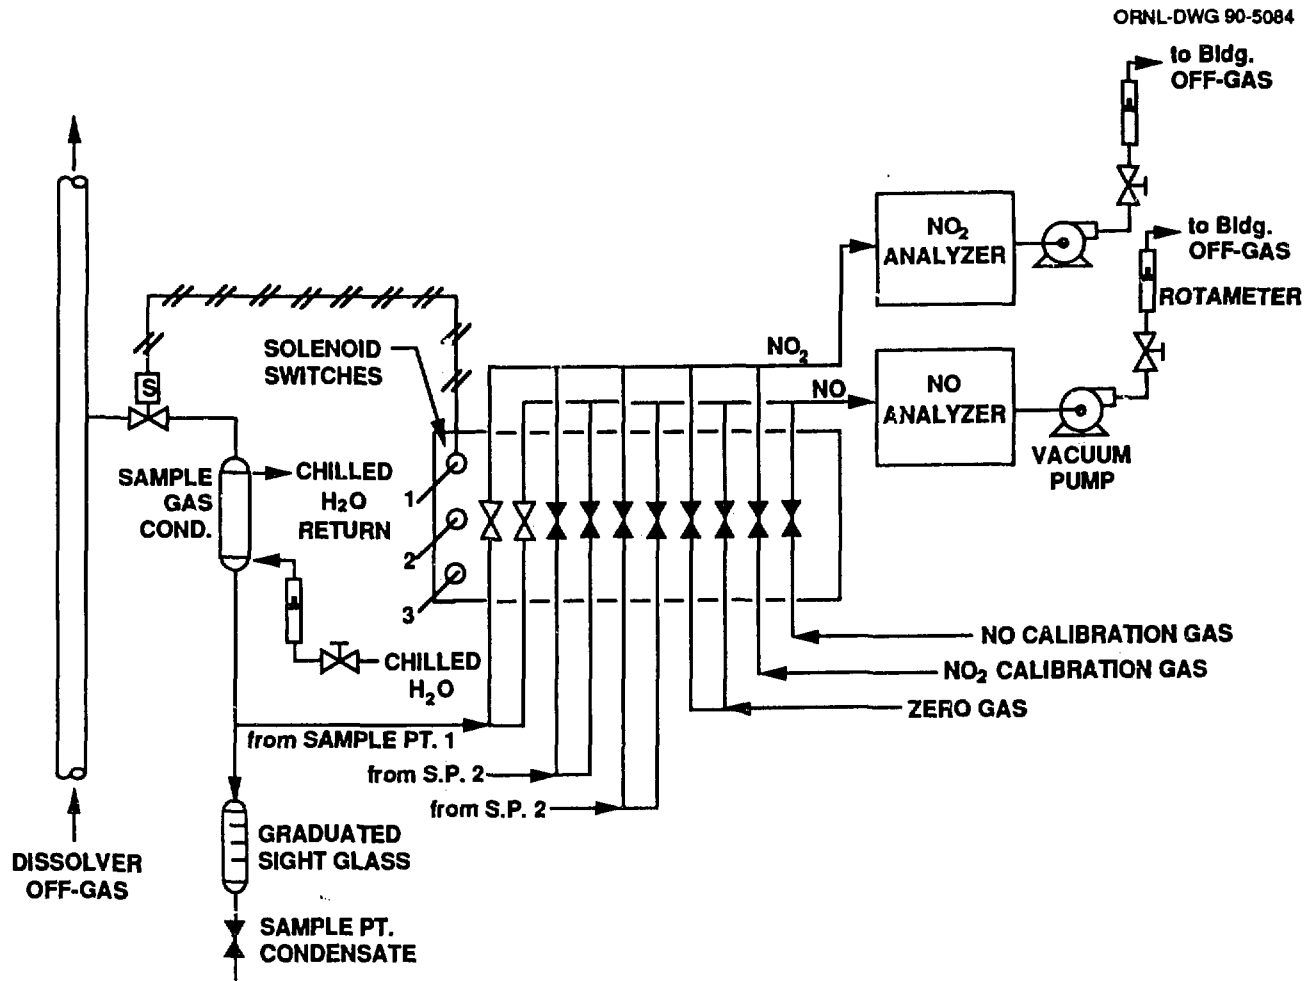 ORNL-DWG 90-5084
to Bldg.
OFF-GAS
NO2
ANALYZER
to Bldg.
OFF-GAS
ROTAMETER
SOLENOID
SWITCHES
NO2
NO
NO
ANALYZER
VACUUM
PUMP
S
SAMPLE
GAS
COND.
CHILLED
H2O
RETURN
1
2
3
CHILLED
H2O
NO CALIBRATION GAS
NO2 CALIBRATION GAS
ZERO GAS
from SAMPLE PT. 1
from S.P. 2
from S.P. 2
DISSOLVER
OFF-GAS
GRADUATED
SIGHT GLASS
SAMPLE PT.
CONDENSATE